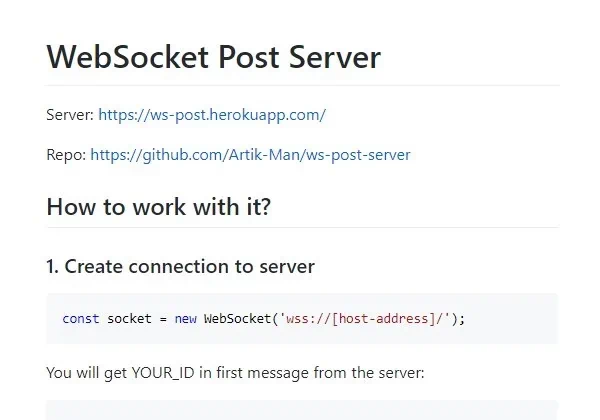 WebSocket Post Server
Server: https://ws-post.herokuapp.com/
Repo: https://github.com/Artik-Man/ws-post-server
How to work with it?
1. Create connection to server
const socket = new WebSocket('wss://[host-address]/');
You will get YOUR_ID in first message from the server: